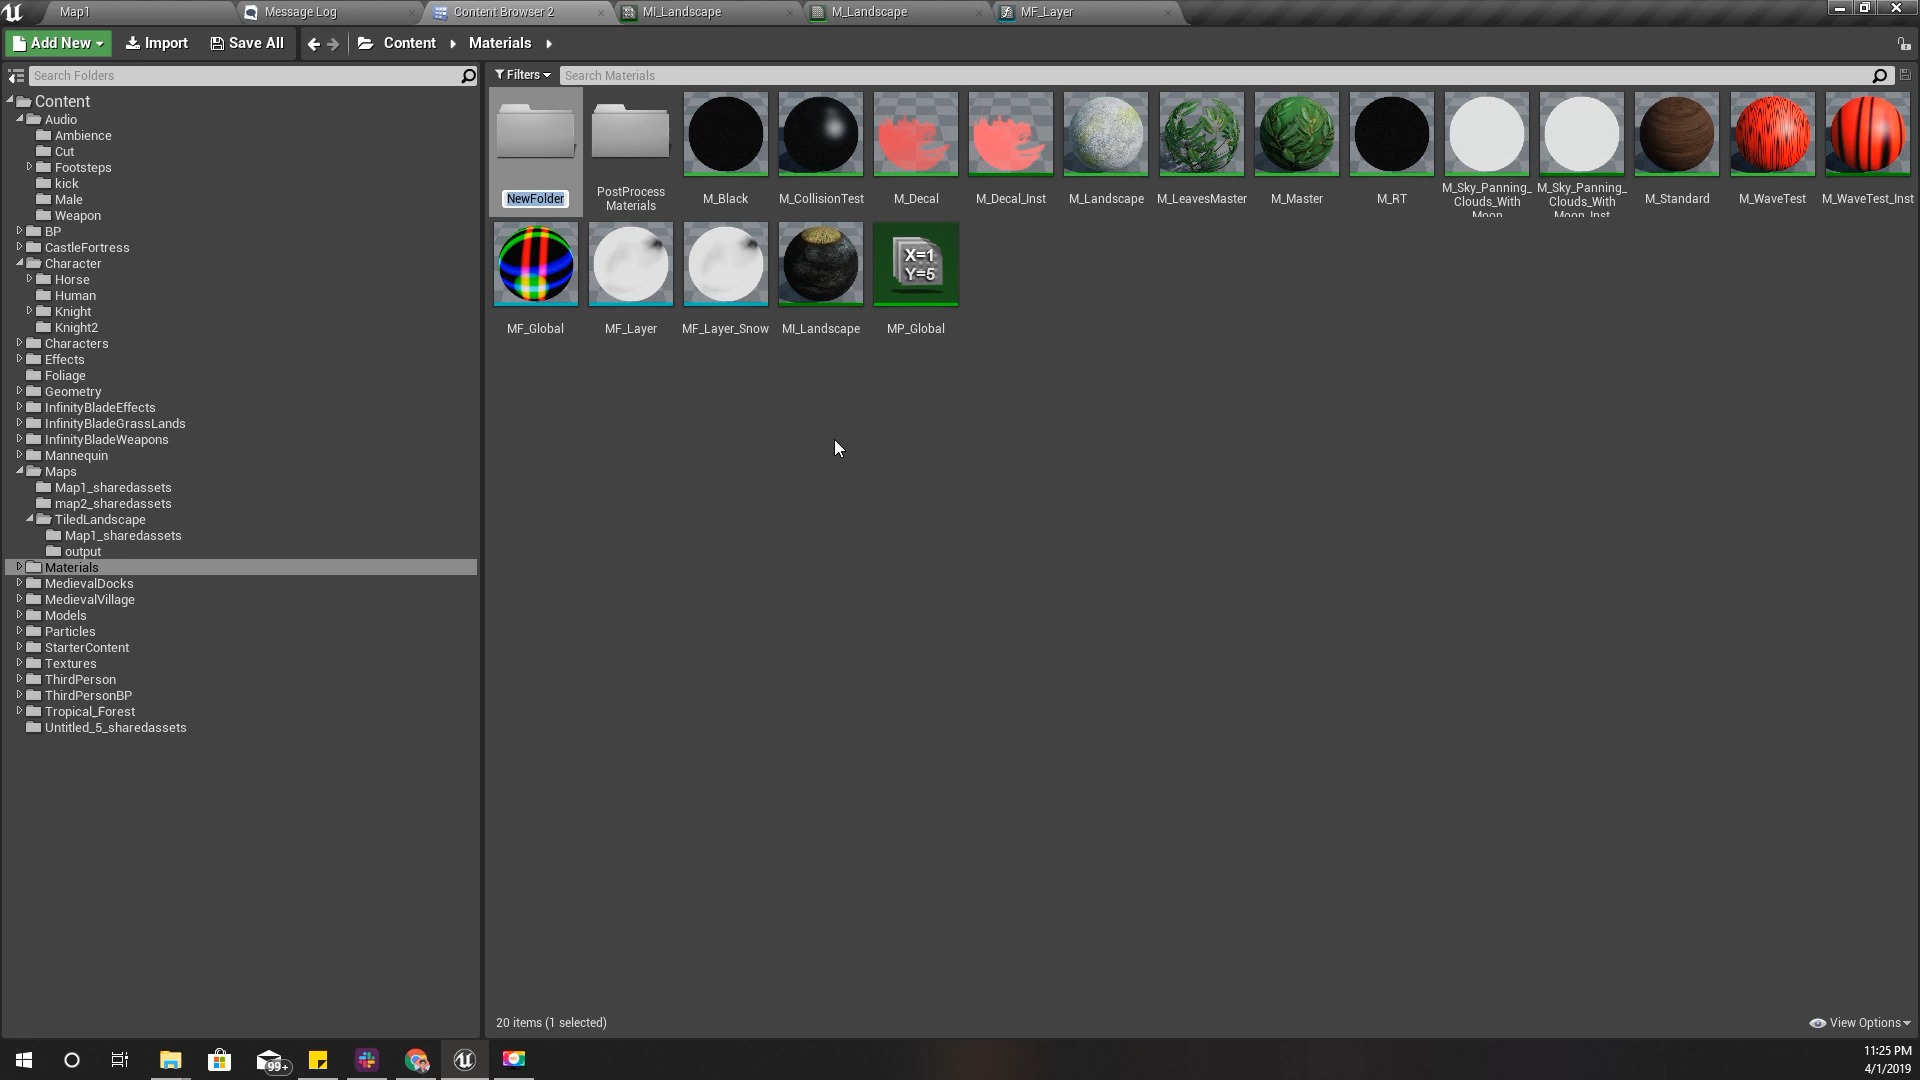 Map1
Message Log
Content Browser 2
MI_Landscape
M_Landscape
MF_Layer
Add New
Import
Save All
Content
Materials
Search Folders
Filters
Search Materials
Content
Audio
Ambience
Cut
Footsteps
kick
Male
Weapon
BP
CastleFortress
Character
Horse
Human
Knight
Knight2
Characters
Effects
Foliage
Geometry
InfinityBladeEffects
InfinityBladeGrassLands
InfinityBladeWeapons
Mannequin
Maps
Map1_sharedassets
map2_sharedassets
TiledLandscape
Map1_sharedassets
output
Materials
MedievalDocks
MedievalVillage
Models
Particles
StarterContent
Textures
ThirdPerson
ThirdPersonBP
Tropical_Forest
Untitled_5_sharedassets
NewFolder
PostProcess
Materials
M_Black
M_CollisionTest
M_Decal
M_Decal_Inst
M_Landscape
M_LeavesMaster
M_Master
M_RT
M_Sky_Panning_
Clouds_With
Moon
M_Sky_Panning_
Clouds_With
Moon_Inst
M_Standard
M_WaveTest
M_WaveTest_Inst
X=1
Y=5
MF_Global
MF_Layer
MF_Layer_Snow
MI_Landscape
MP_Global
20 items (1 selected)
View Options
99+
11:25 PM
4/1/2019